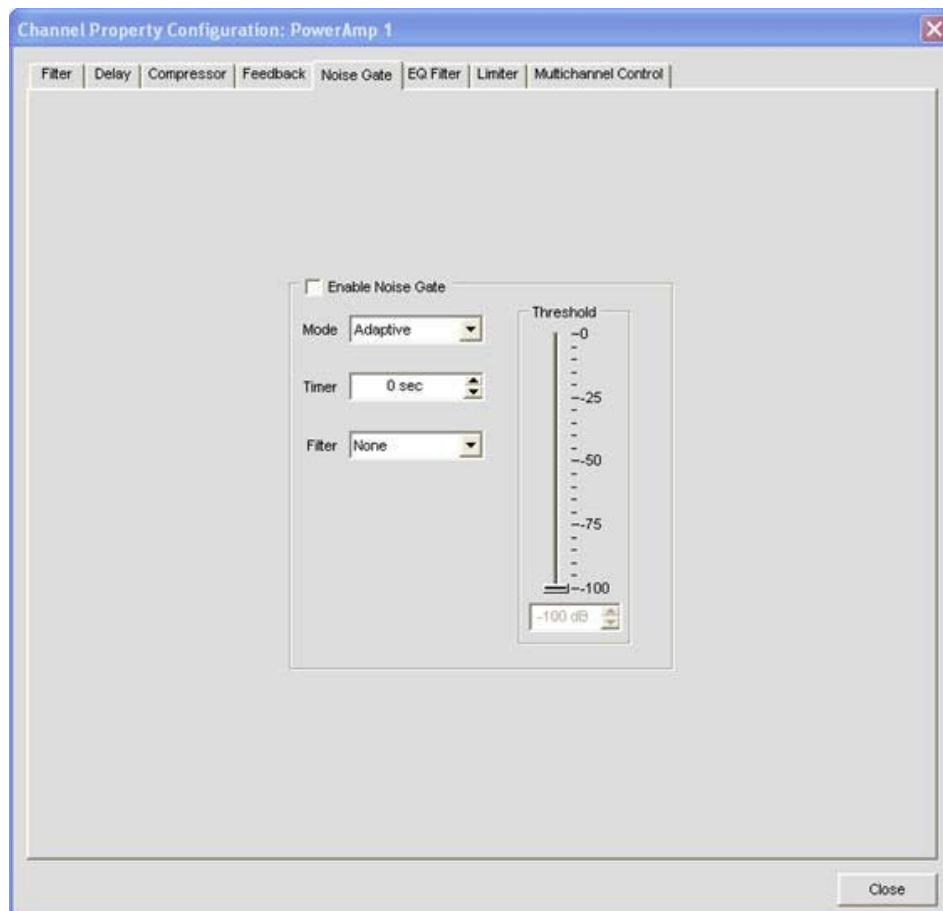 Channel Property Configuration: PowerAmp 1
Filter Delay Compressor Feedback Noise Gate EQ Filter Limiter Multichannel Control
Enable Noise Gate
Mode Adaptive
Timer 0 sec
Filter None
Threshold
-0
-25
-50
-75
-100
-100 dB
Close